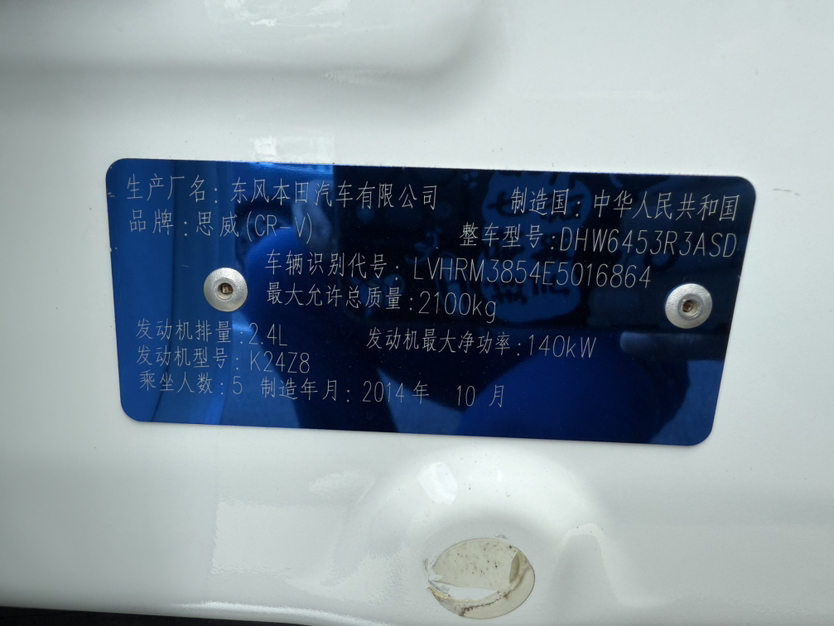 生产厂名：东风本田汽车有限公司 制造国：中华人民共和国
品牌：思威(CR-V) 整车型号：DHW6453R3ASD
车辆识别代号：LVHRM3854E5016864
最大允许总质量：2100kg
发动机排量：2.4L 发动机最大净功率：140kW
发动机型号：K24Z8
乘坐人数：5 制造年月：2014年 10 月